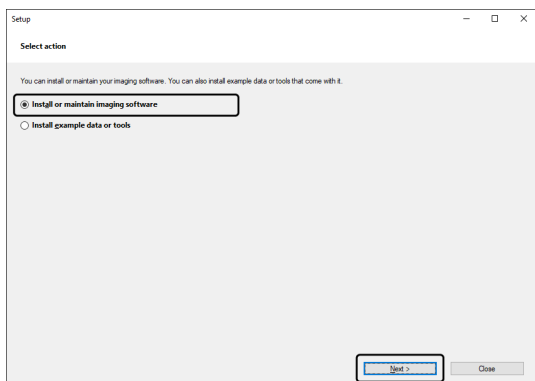 Setup
Select action
You can install or maintain your imaging software. You can also install example data or tools that come with it.
Install or maintain imaging software
Install example data or tools
Next >
Close